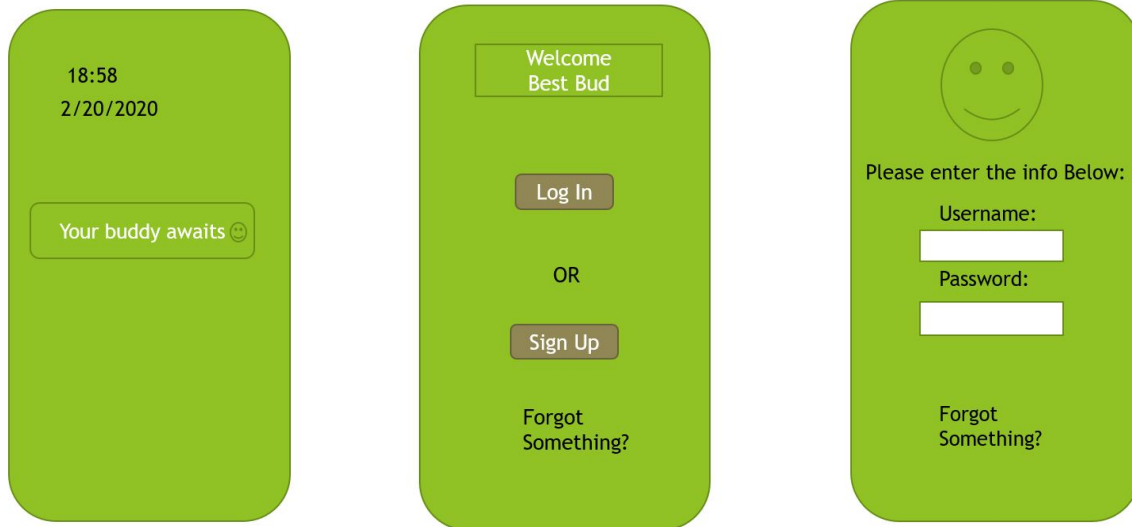 18:58
2/20/2020
Your buddy awaits
Welcome
Best Bud
Log In
OR
Sign Up
Forgot
Something?
Please enter the info Below:
Username:
Password:
Forgot
Something?